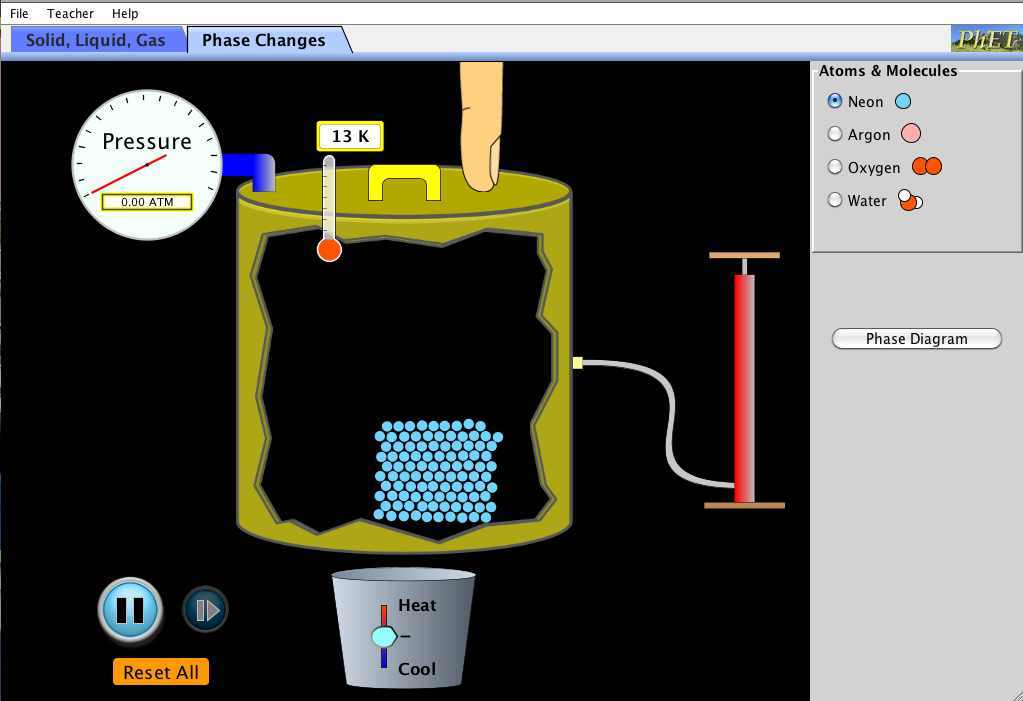 File Teacher Help
Solid, Liquid, Gas Phase Changes PhET
Atoms & Molecules
Neon
Argon
Oxygen
Water
Phase Diagram
Pressure
0.00 ATM
13 K
Heat
Cool
Reset All